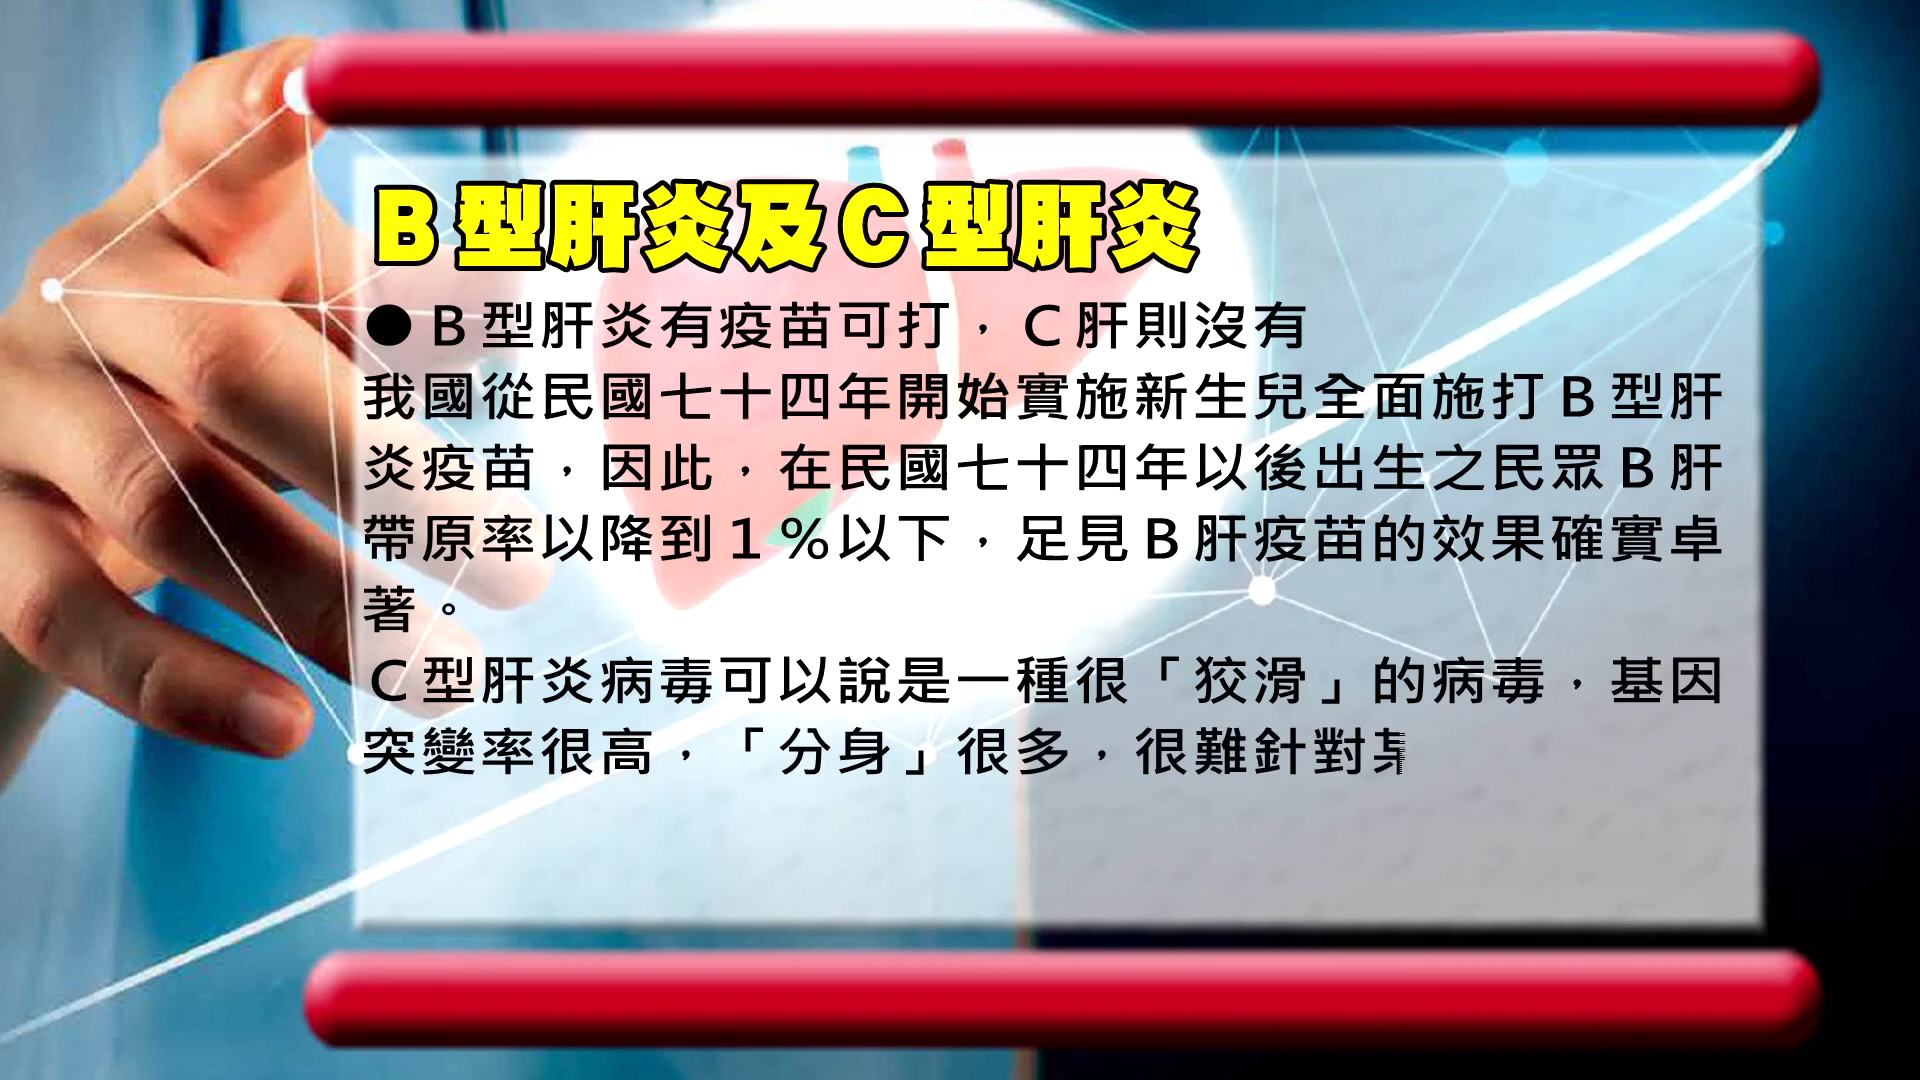 B型肝炎及C型肝炎
●B型肝炎有疫苗可打，C肝則沒有
我國從民國七十四年開始實施新生兒全面施打B型肝
炎疫苗，因此，在民國七十四年以後出生之民眾B肝
帶原率以降到1%以下，足見B肝疫苗的效果確實卓
著。
C型肝炎病毒可以說是一種很「狡滑」的病毒，基因
突變率很高，「分身」很多，很難針對